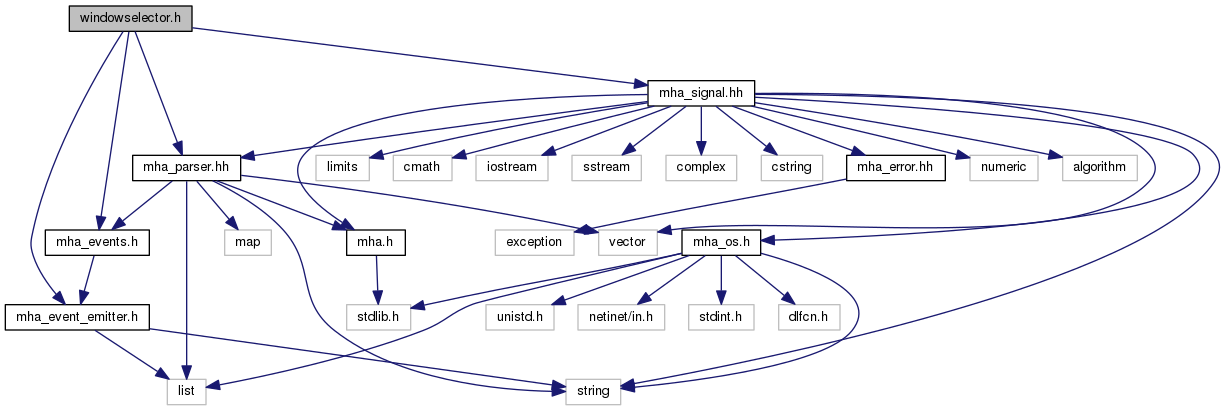 windowselector.h
mha_signal.hh
mha_parser.hh
limits
cmath
iostream
sstream
complex
cstring
mha_error.hh
numeric
algorithm
mha_events.h
map
mha.h
exception
vector
mha_os.h
mha_event_emitter.h
stdlib.h
unistd.h
netinet/in.h
stdint.h
dlfcn.h
list
string